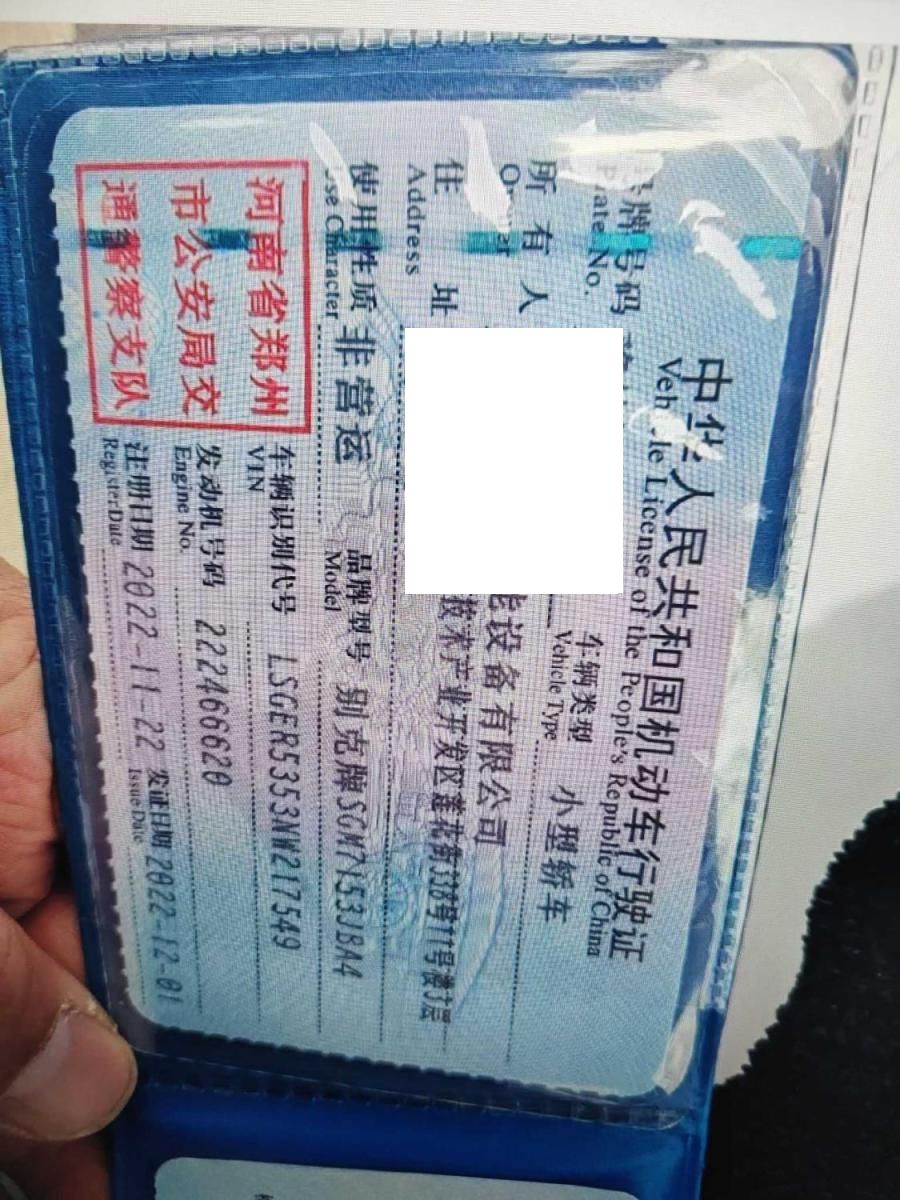 中华人民共和国机动车行驶证
Vehicle License of the People's Republic of China
号牌号码
Plate No.
车辆类型 小型轿车
Vehicle Type
所有人
Owner
能设备有限公司
住址
Address
技术产业开发区莲花街338号11号楼3层
使用性质 非营运
Use Character
品牌型号 别克牌SGM7153JBA4
Model
河南省郑州
市公安局交
通警察支队
车辆识别代号 LSGER5353NW217549
VIN
发动机号码 222466620
Engine No.
注册日期 2022-11-22 发证日期 2022-12-01
Register Date Issue Date